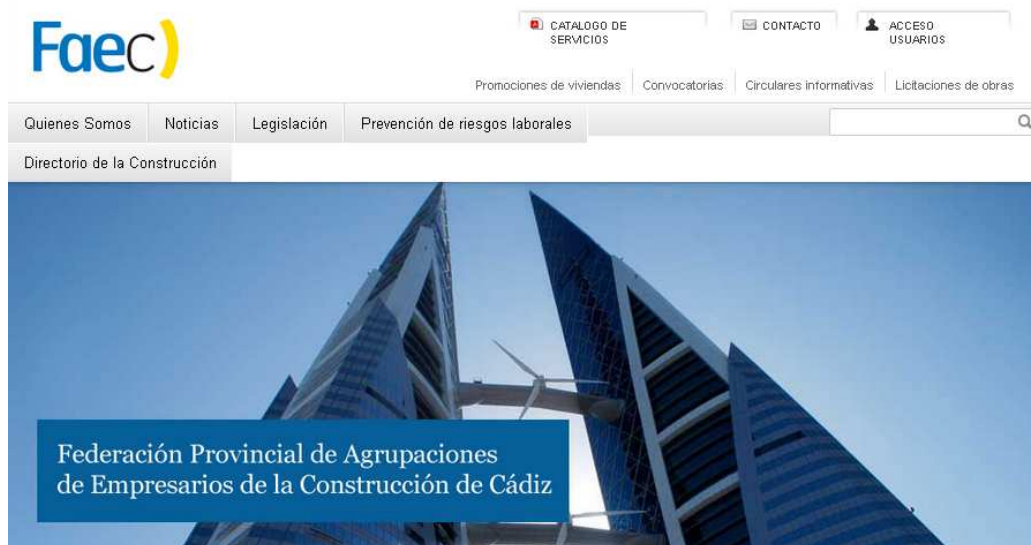 Faec)
CATALOGO DE
SERVICIOS
CONTACTO
ACCESO
USUARIOS
Promociones de viviendas
Convocatorias
Circulares informativas
Licitaciones de obras
Quienes Somos
Noticias
Legislación
Prevención de riesgos laborales
Directorio de la Construcción
Federación Provincial de Agrupaciones
de Empresarios de la Construcción de Cádiz